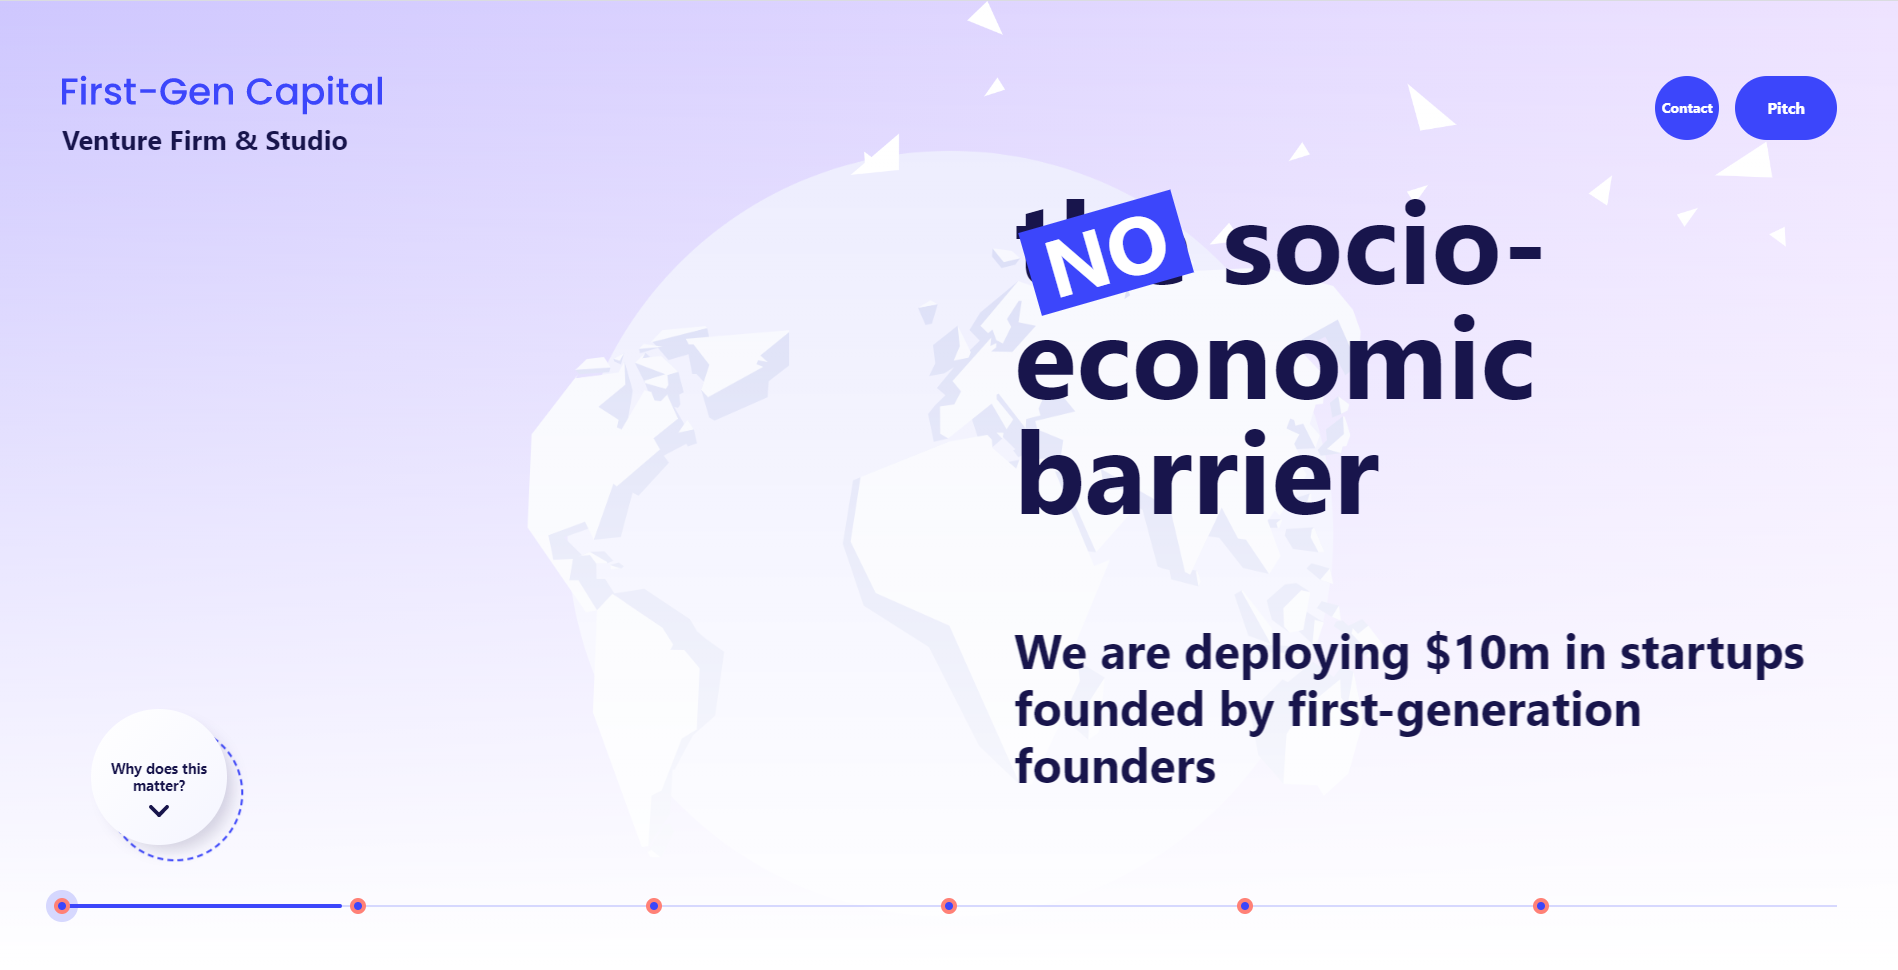 First-Gen Capital
Venture Firm & Studio
Contact
Pitch
NO socio-
economic
barrier
We are deploying $10m in startups
founded by first-generation
founders
Why does this
matter?